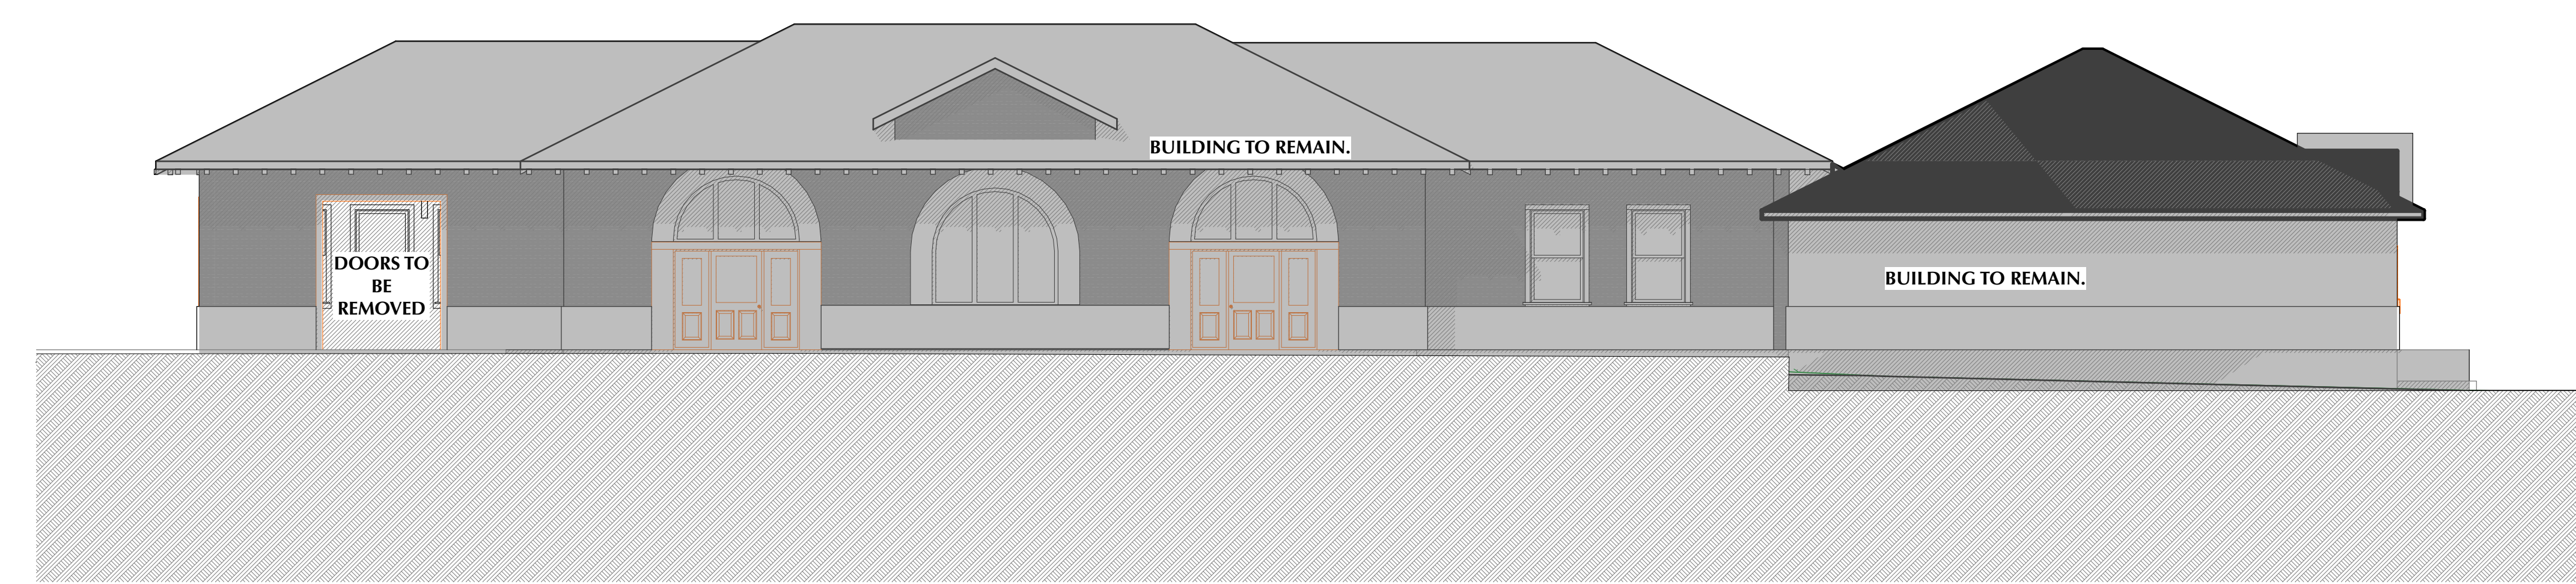 BUILDING TO REMAIN.
DOORS TO
BE
REMOVED
BUILDING TO REMAIN.